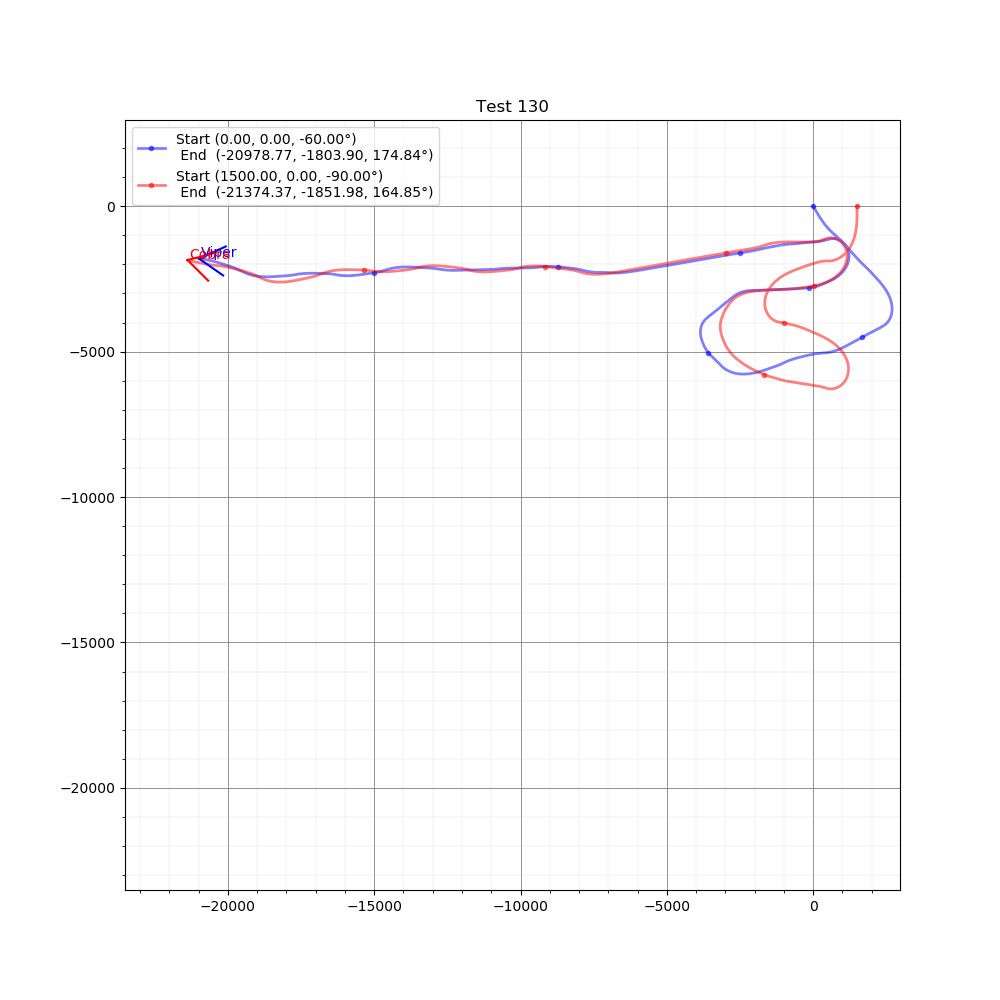 Test 130
Start (0.00, 0.00, -60.00°)
End (-20978.77, -1803.90, 174.84°)
Start (1500.00, 0.00, -90.00°)
End (-21374.37, -1851.98, 164.85°)
0
Viper
−5000
−10000
−15000
−20000
−20000 −15000 −10000 −5000 0